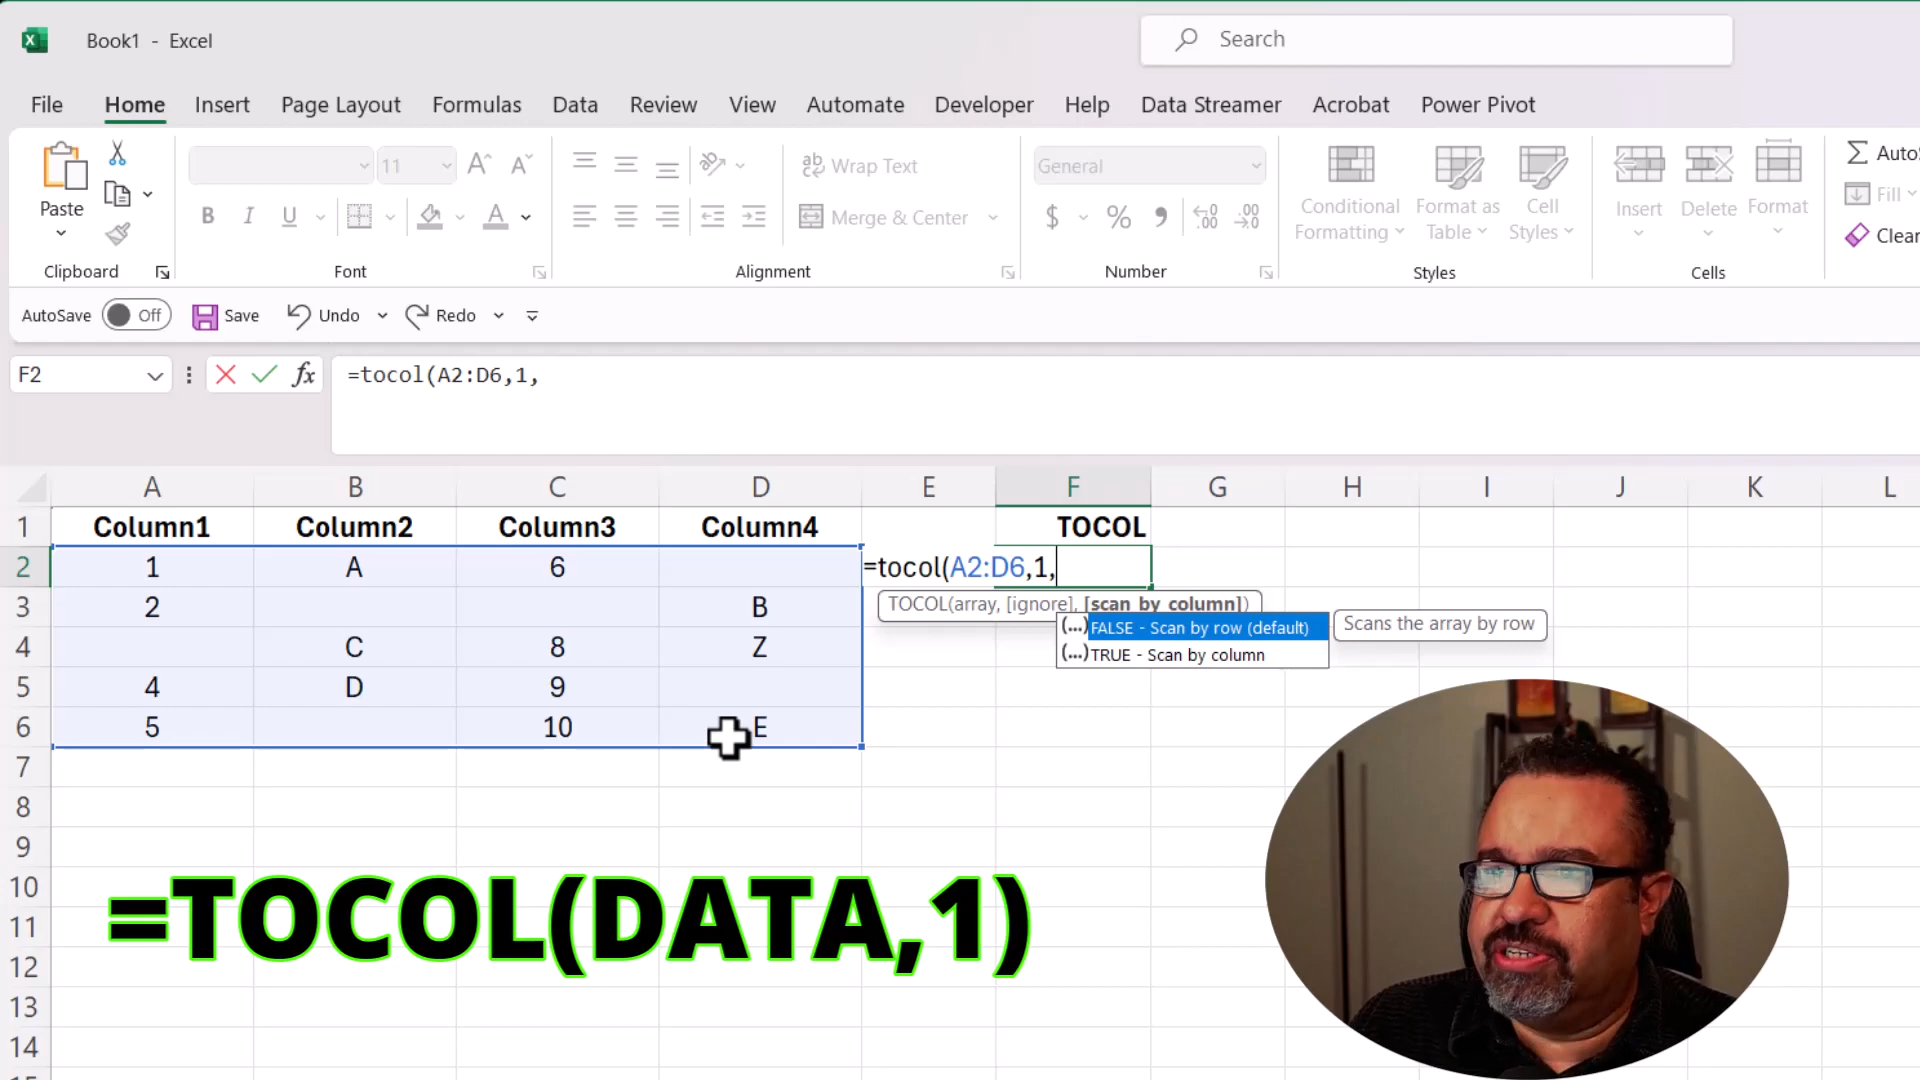 Book1 - Excel
Search
File Home Insert Page Layout Formulas Data Review View Automate Developer Help Data Streamer Acrobat Power Pivot
Paste
11
Wrap Text
General
Conditional Formatting
Format as Table
Cell Styles
Insert
Delete
Format
Fill
Clear
B I U
Merge & Center
$ % 9
Clipboard Font Alignment Number Styles Cells
AutoSave Off Save Undo Redo
F2 fx =tocol(A2:D6,1,
A B C D E F G H I J K L
1 Column1 Column2 Column3 Column4 TOCOL
2 1 A 6 =tocol(A2:D6,1,
TOCOL(array, [ignore], [scan_by_column])
(...) FALSE - Scan by row (default)
Scans the array by row
(...) TRUE - Scan by column
3 2 B
4 C 8 Z
5 4 D 9
6 5 10 E
7
8
9
10
11
12
13
14
=TOCOL(DATA,1)